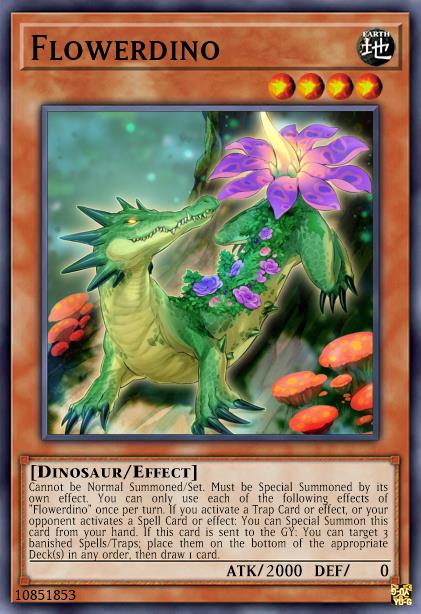 FLOWERDINO
EARTH
地
[DINOSAUR/EFFECT]
Cannot be Normal Summoned/Set. Must be Special Summoned by its
own effect. You can only use each of the following effects of
"Flowerdino" once per turn. If you activate a Trap Card or effect, or your
opponent activates a Spell Card or effect: You can Special Summon this
card from your hand. If this card is sent to the GY: You can target 3
banished Spells/Traps; place them on the bottom of the appropriate
Deck(s) in any order, then draw 1 card.
ATK/2000 DEF/ 0
10851853